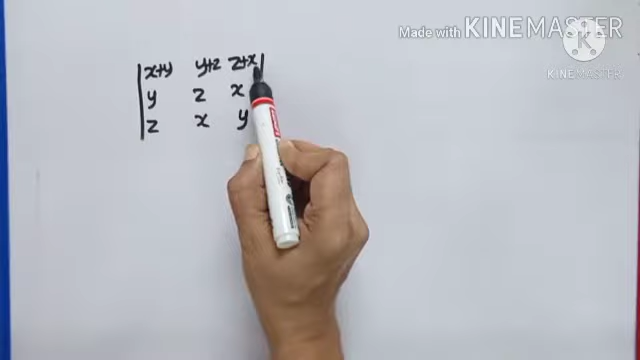 Made with KINEMASTER
KINEMASTER
x+y y+z z+x
y z x
z x y